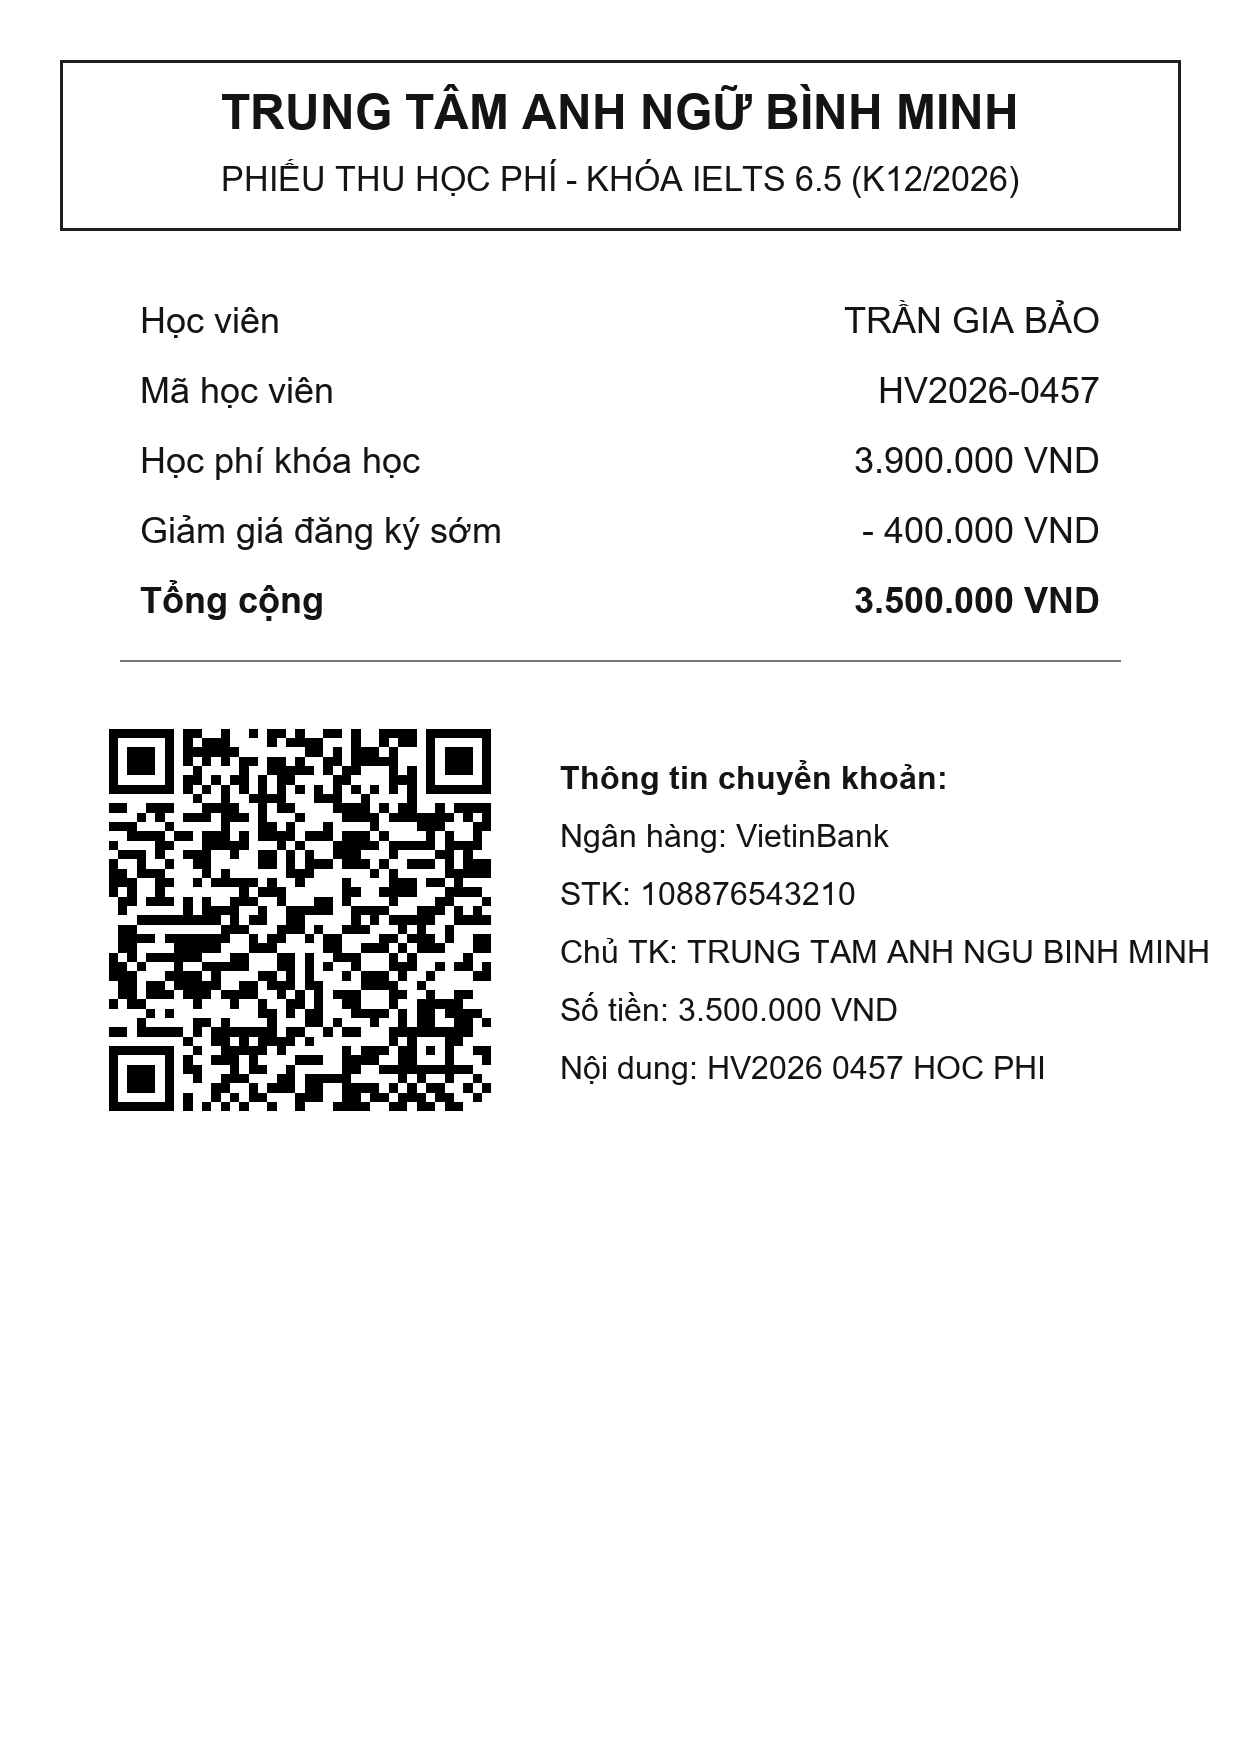 TRUNG TÂM ANH NGỮ BÌNH MINH
PHIẾU THU HỌC PHÍ - KHÓA IELTS 6.5 (K12/2026)
Học viên TRẦN GIA BẢO
Mã học viên HV2026-0457
Học phí khóa học 3.900.000 VND
Giảm giá đăng ký sớm - 400.000 VND
Tổng cộng 3.500.000 VND
Thông tin chuyển khoản:
Ngân hàng: VietinBank
STK: 108876543210
Chủ TK: TRUNG TAM ANH NGU BINH MINH
Số tiền: 3.500.000 VND
Nội dung: HV2026 0457 HOC PHI